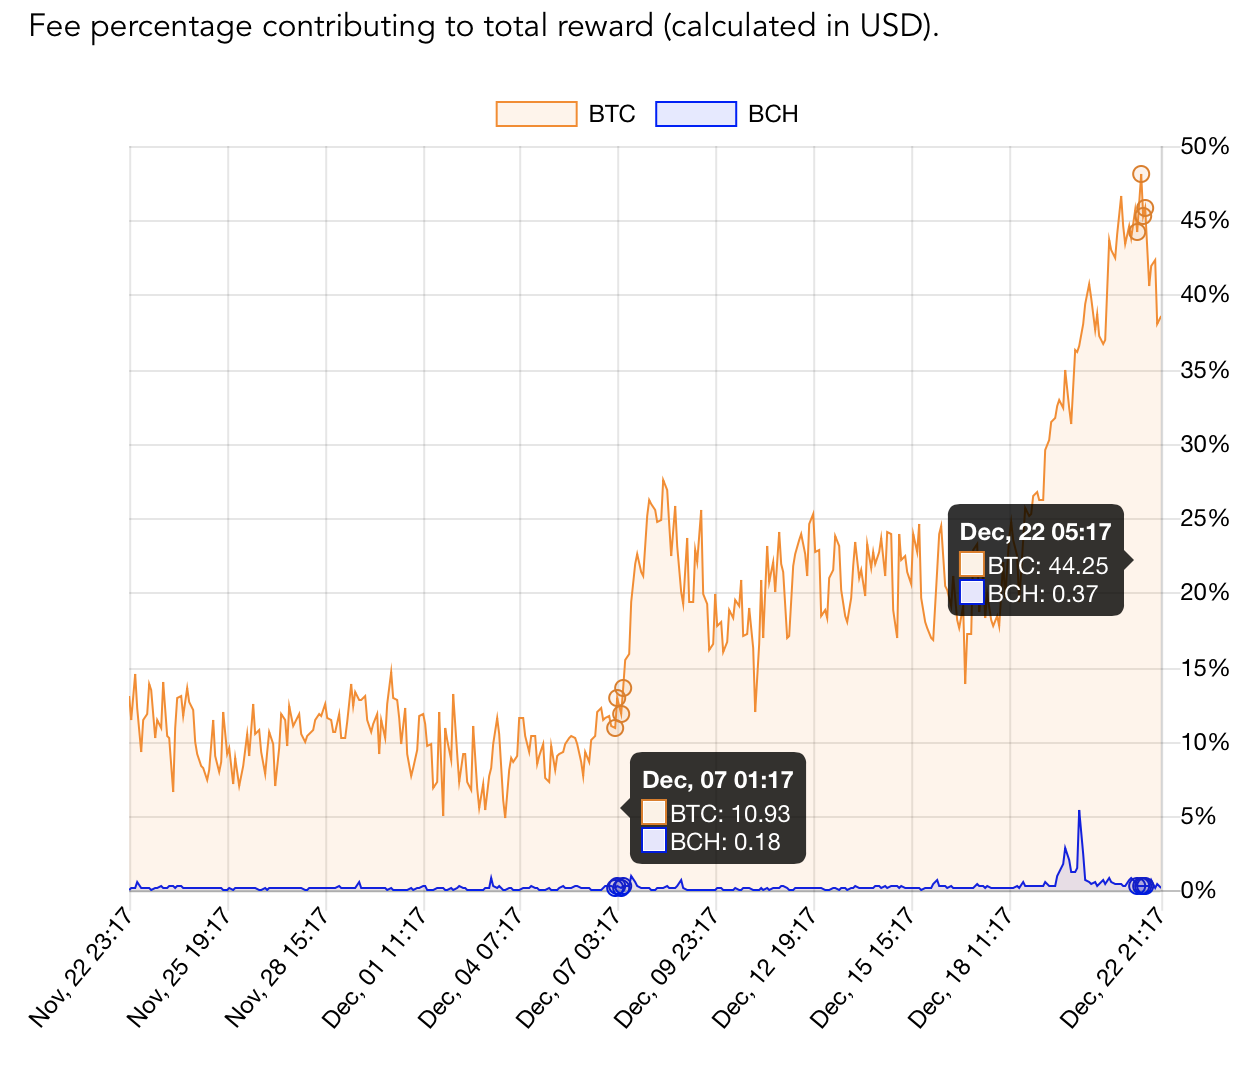 Fee percentage contributing to total reward (calculated in USD).
BTC
BCH
50%
45%
40%
35%
30%
25%
20%
15%
10%
5%
0%
Dec, 22 05:17
BTC: 44.25
BCH: 0.37
Dec, 07 01:17
BTC: 10.93
BCH: 0.18
Nov, 22 23:17
Nov, 25 19:17
Nov, 28 15:17
Dec, 01 11:17
Dec, 04 07:17
Dec, 07 03:17
Dec, 09 23:17
Dec, 12 19:17
Dec, 15 15:17
Dec, 18 11:17
Dec, 22 21:17